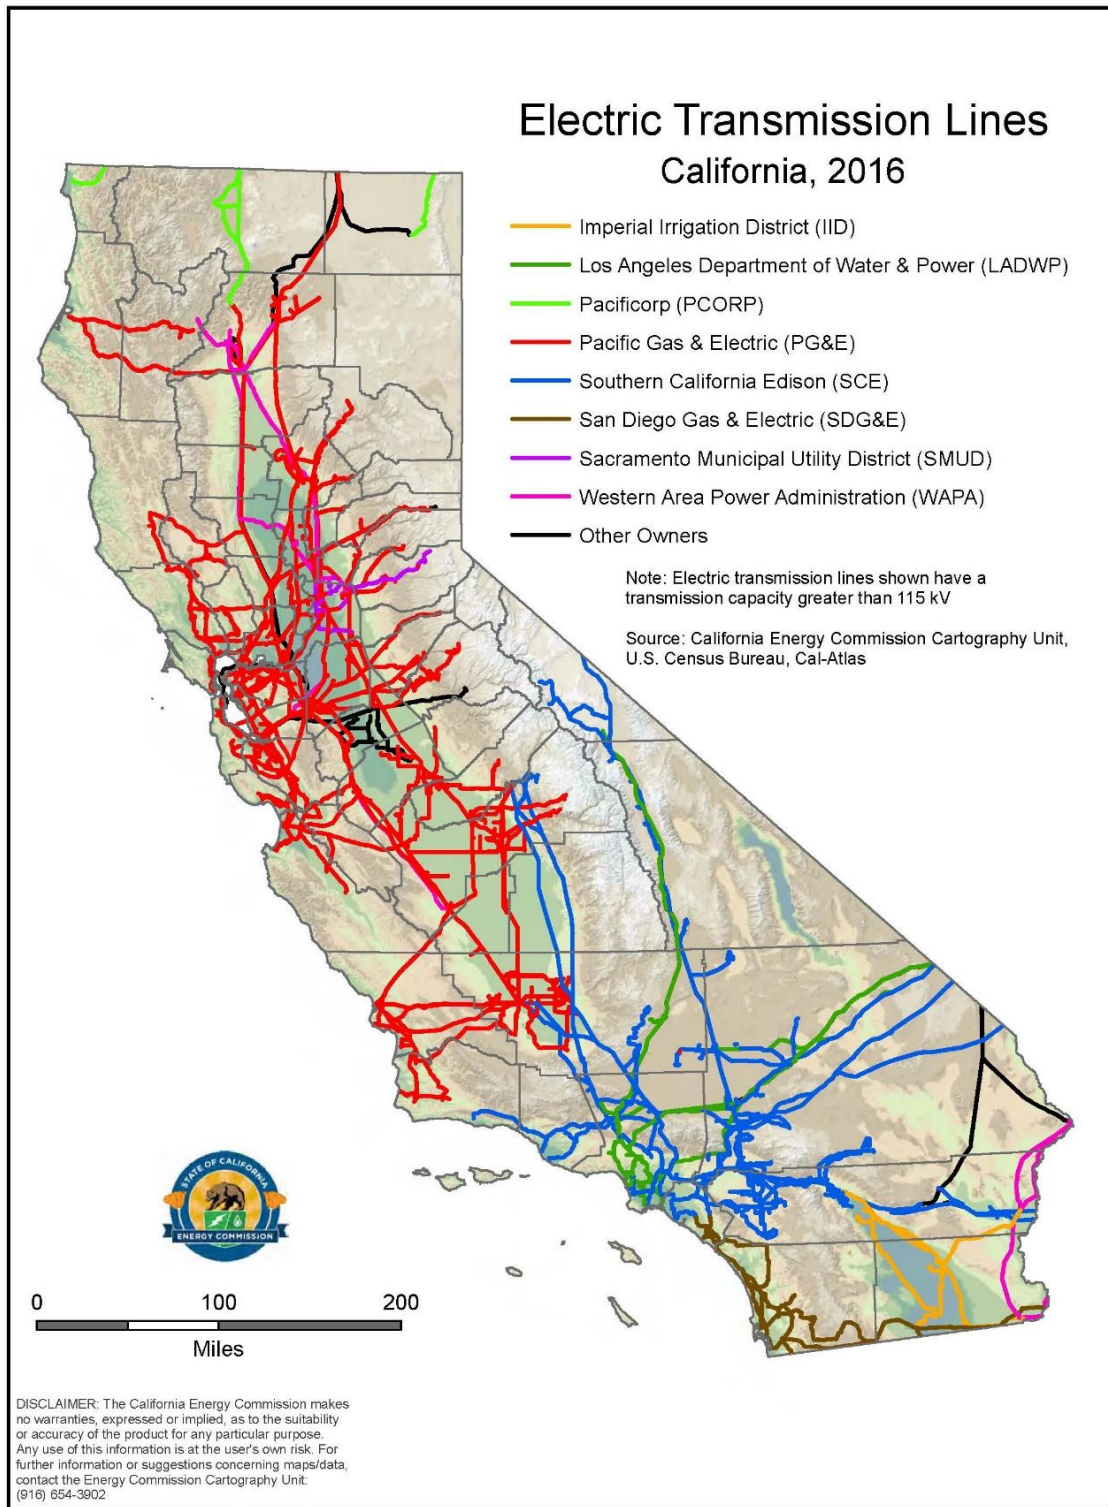 Electric Transmission Lines
California, 2016
Imperial Irrigation District (IID)
Los Angeles Department of Water & Power (LADWP)
Pacificorp (PCORP)
Pacific Gas & Electric (PG&E)
Southern California Edison (SCE)
San Diego Gas & Electric (SDG&E)
Sacramento Municipal Utility District (SMUD)
Western Area Power Administration (WAPA)
Other Owners
Note: Electric transmission lines shown have a
transmission capacity greater than 115 kV
Source: California Energy Commission Cartography Unit,
U.S. Census Bureau, Cal-Atlas
STATE OF CALIFORNIA
ENERGY COMMISSION
0 100 200
Miles
DISCLAIMER: The California Energy Commission makes
no warranties, expressed or implied, as to the suitability
or accuracy of the product for any particular purpose.
Any use of this information is at the user's own risk. For
further information or suggestions concerning maps/data,
contact the Energy Commission Cartography Unit:
(916) 654-3902